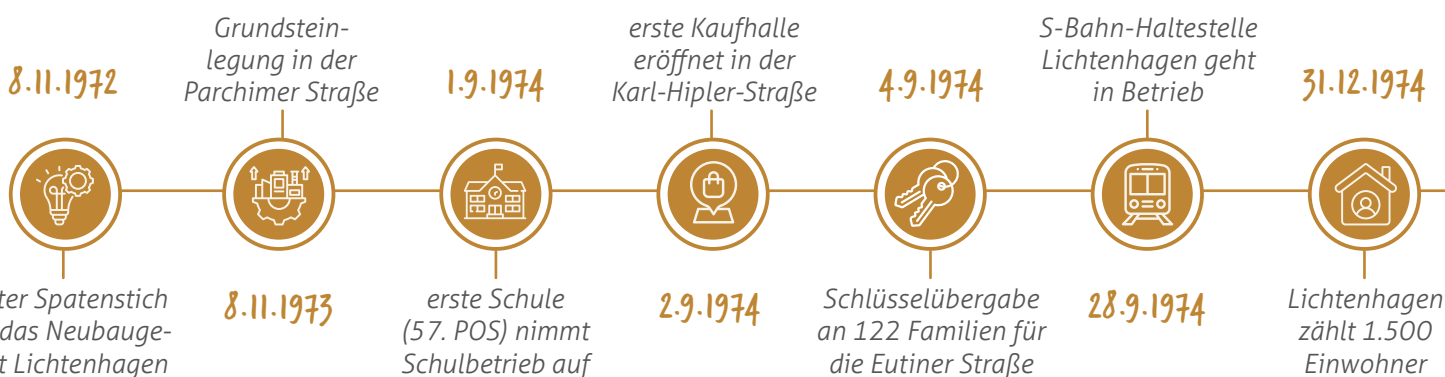 8.11.1972
ter Spatenstich
das Neubauge-
t Lichtenhagen
Grundstein-
legung in der
Parchimer Straße
8.11.1973
1.9.1974
erste Schule
(57. POS) nimmt
Schulbetrieb auf
erste Kaufhalle
eröffnet in der
Karl-Hipler-Straße
2.9.1974
4.9.1974
Schlüsselübergabe
an 122 Familien für
die Eutiner Straße
S-Bahn-Haltestelle
Lichtenhagen geht
in Betrieb
28.9.1974
31.12.1974
Lichtenhagen
zählt 1.500
Einwohner